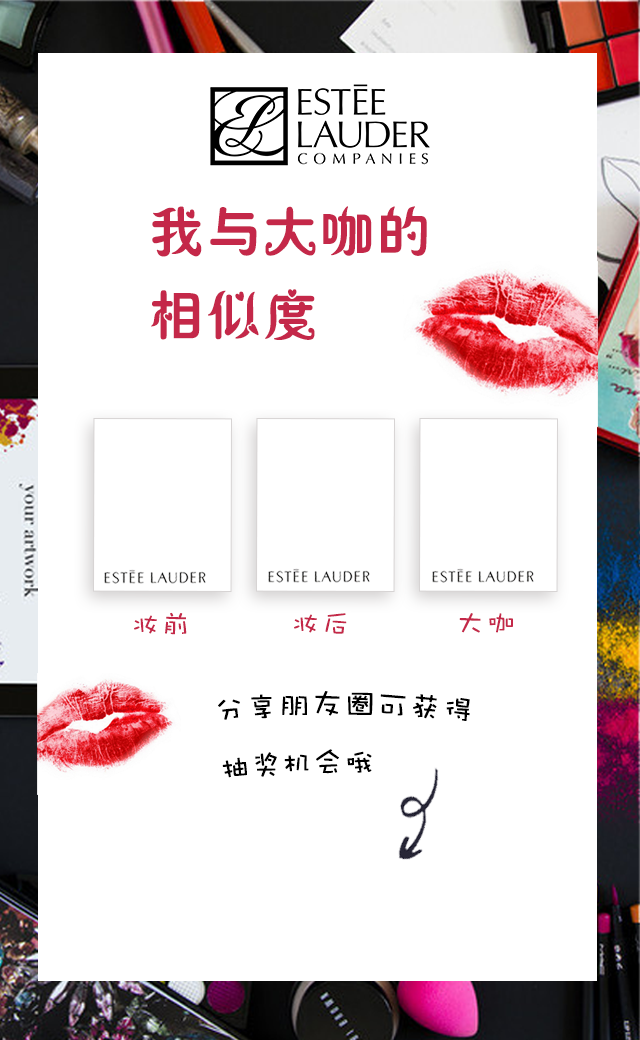 ESTĒE
LAUDER
COMPANIES
我与大咖的
相似度
your artwork
ESTĒE LAUDER
ESTĒE LAUDER
ESTĒE LAUDER
妆前
妆后
大咖
分享朋友圈可获得
抽奖机会哦